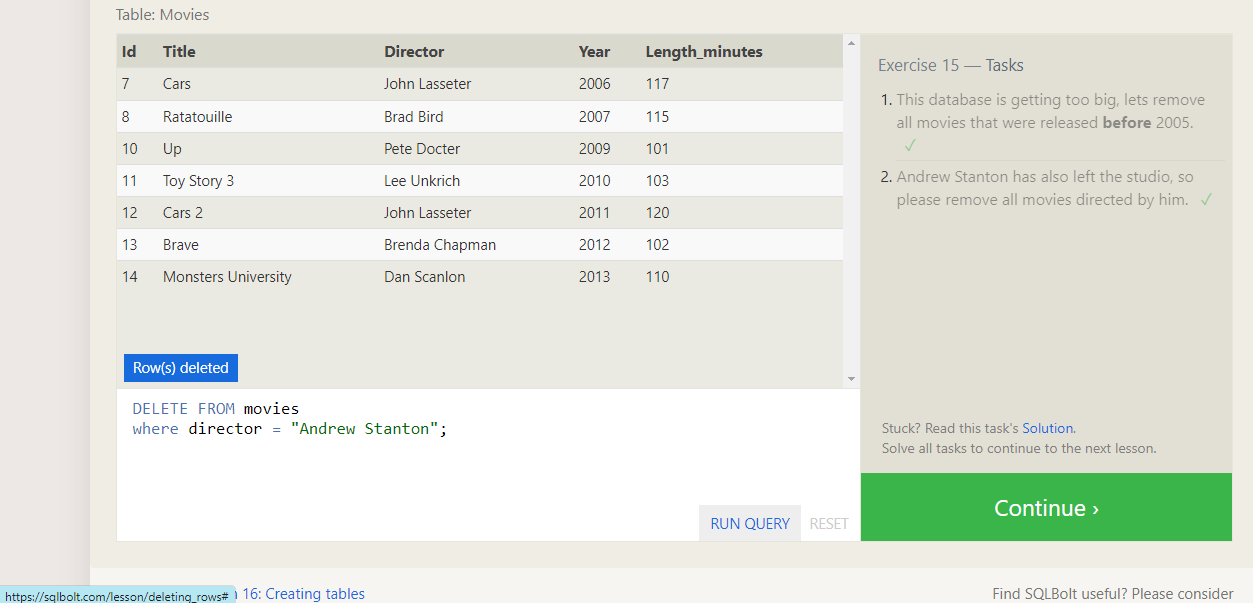 Table: Movies
Id Title Director Year Length_minutes
7 Cars John Lasseter 2006 117
8 Ratatouille Brad Bird 2007 115
10 Up Pete Docter 2009 101
11 Toy Story 3 Lee Unkrich 2010 103
12 Cars 2 John Lasseter 2011 120
13 Brave Brenda Chapman 2012 102
14 Monsters University Dan Scanlon 2013 110
Row(s) deleted
DELETE FROM movies
where director = "Andrew Stanton";
RUN QUERY RESET
Exercise 15 — Tasks
1. This database is getting too big, lets remove
all movies that were released before 2005.
✓
2. Andrew Stanton has also left the studio, so
please remove all movies directed by him. ✓
Stuck? Read this task's Solution.
Solve all tasks to continue to the next lesson.
Continue ›
https://sqlbolt.com/lesson/deleting_rows#
16: Creating tables
Find SQLBolt useful? Please consider